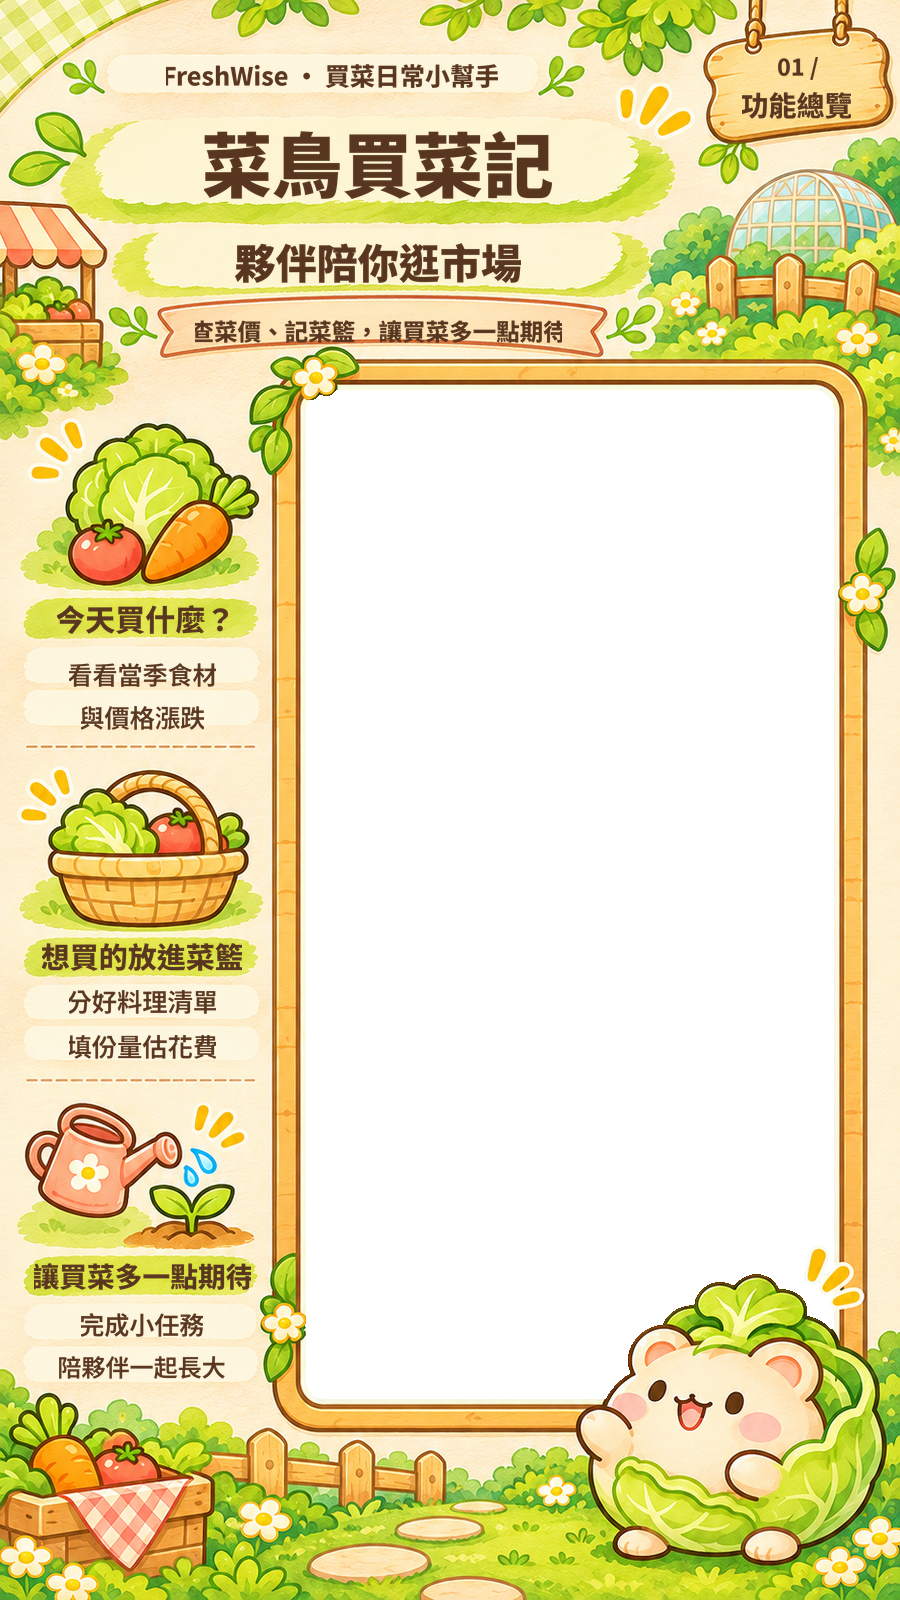 FreshWise · 買菜日常小幫手
01 /
功能總覽
菜鳥買菜記
夥伴陪你逛市場
查菜價、記菜籃，讓買菜多一點期待
今天買什麼？
看看當季食材
與價格漲跌
想買的放進菜籃
分好料理清單
填份量估花費
讓買菜多一點期待
完成小任務
陪夥伴一起長大